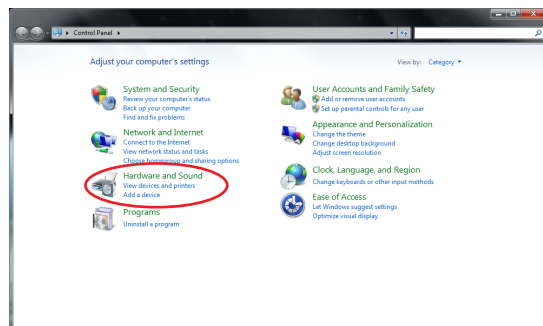 Control Panel
Adjust your computer's settings
View by: Category
System and Security
Review your computer's status
Back up your computer
Find and fix problems
Network and Internet
Connect to the Internet
View network status and tasks
Choose homegroup and sharing options
Hardware and Sound
View devices and printers
Add a device
Programs
Uninstall a program
User Accounts and Family Safety
Add or remove user accounts
Set up parental controls for any user
Appearance and Personalization
Change the theme
Change desktop background
Adjust screen resolution
Clock, Language, and Region
Change keyboards or other input methods
Ease of Access
Let Windows suggest settings
Optimize visual display